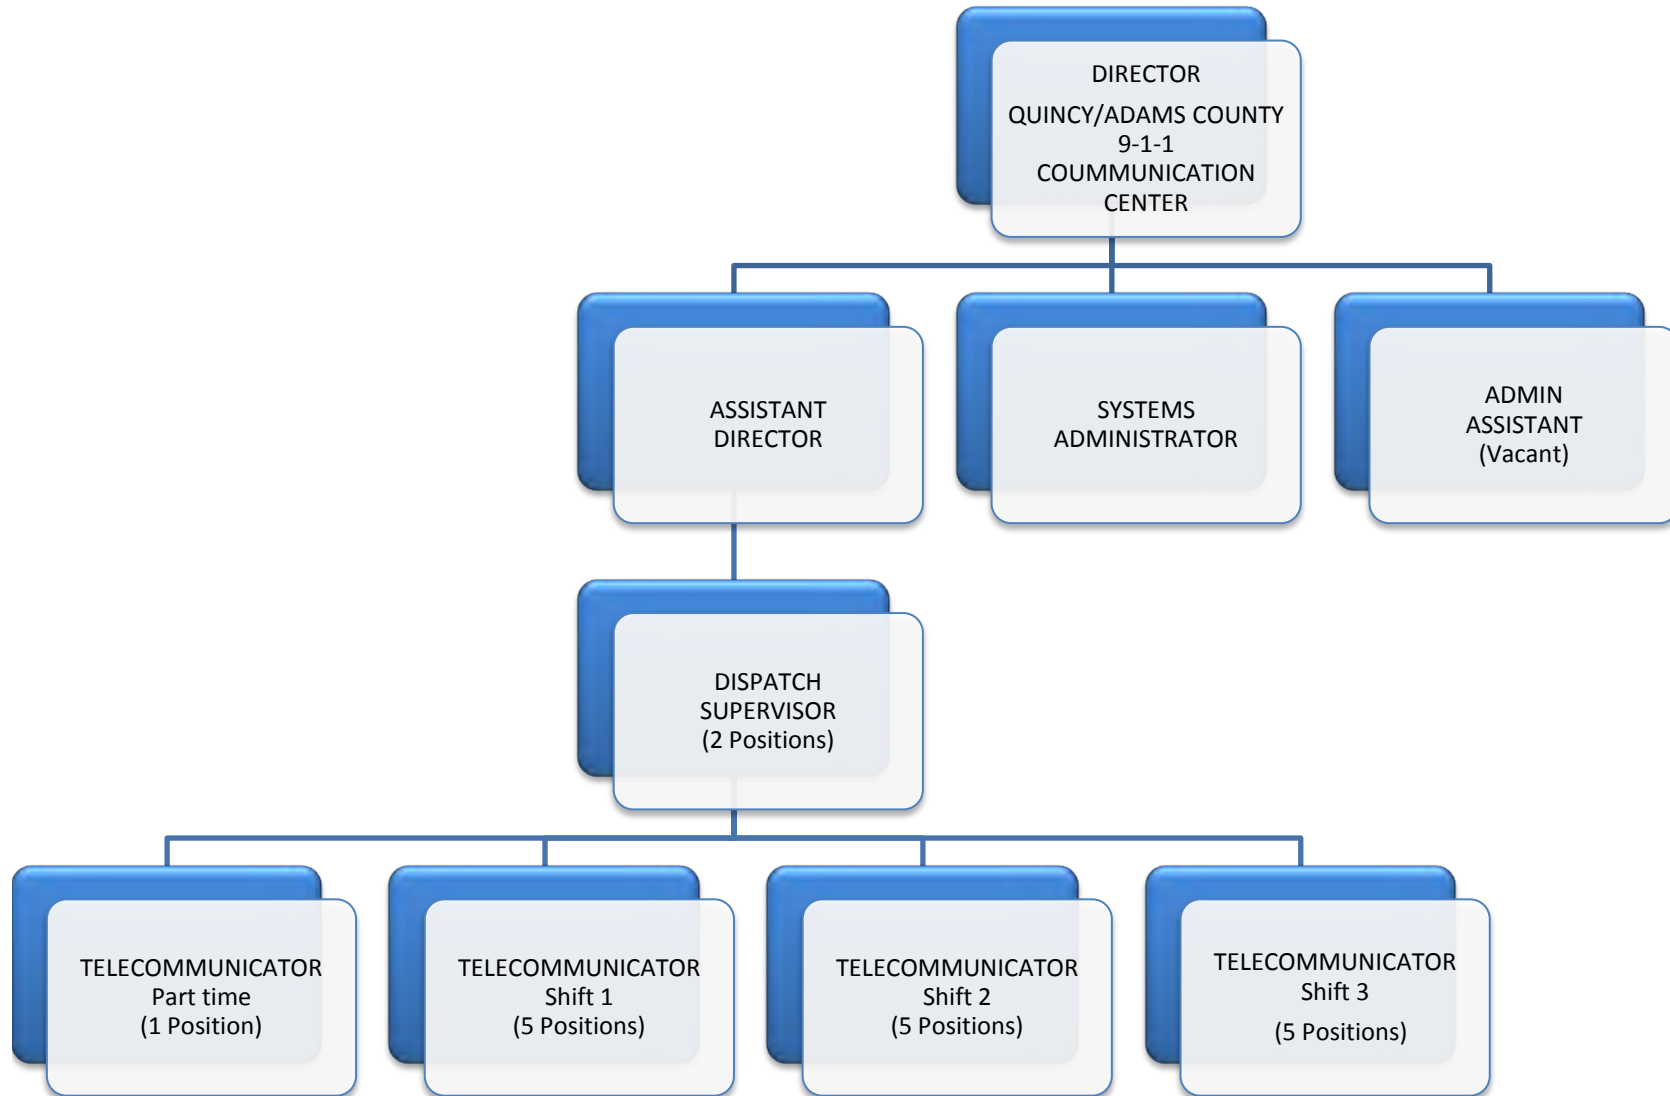 DIRECTOR
QUINCY/ADAMS COUNTY
9-1-1
COUMMUNICATION
CENTER
ASSISTANT
DIRECTOR
SYSTEMS
ADMINISTRATOR
ADMIN
ASSISTANT
(Vacant)
DISPATCH
SUPERVISOR
(2 Positions)
TELECOMMUNICATOR
Part time
(1 Position)
TELECOMMUNICATOR
Shift 1
(5 Positions)
TELECOMMUNICATOR
Shift 2
(5 Positions)
TELECOMMUNICATOR
Shift 3
(5 Positions)